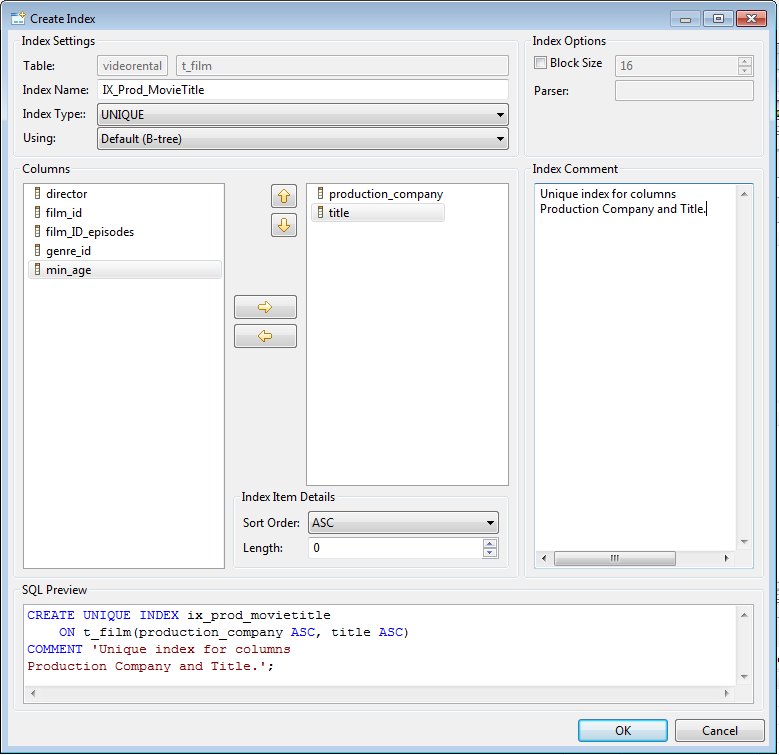 Create Index
Index Settings
Table: videorental t_film
Index Name: IX_Prod_MovieTitle
Index Type:: UNIQUE
Using: Default (B-tree)
Index Options
Block Size 16
Parser:
Columns
director
film_id
film_ID_episodes
genre_id
min_age
production_company
title
Index Item Details
Sort Order: ASC
Length: 0
Index Comment
Unique index for columns
Production Company and Title.
SQL Preview
CREATE UNIQUE INDEX ix_prod_movietitle
ON t_film(production_company ASC, title ASC)
COMMENT 'Unique index for columns
Production Company and Title.';
OK Cancel